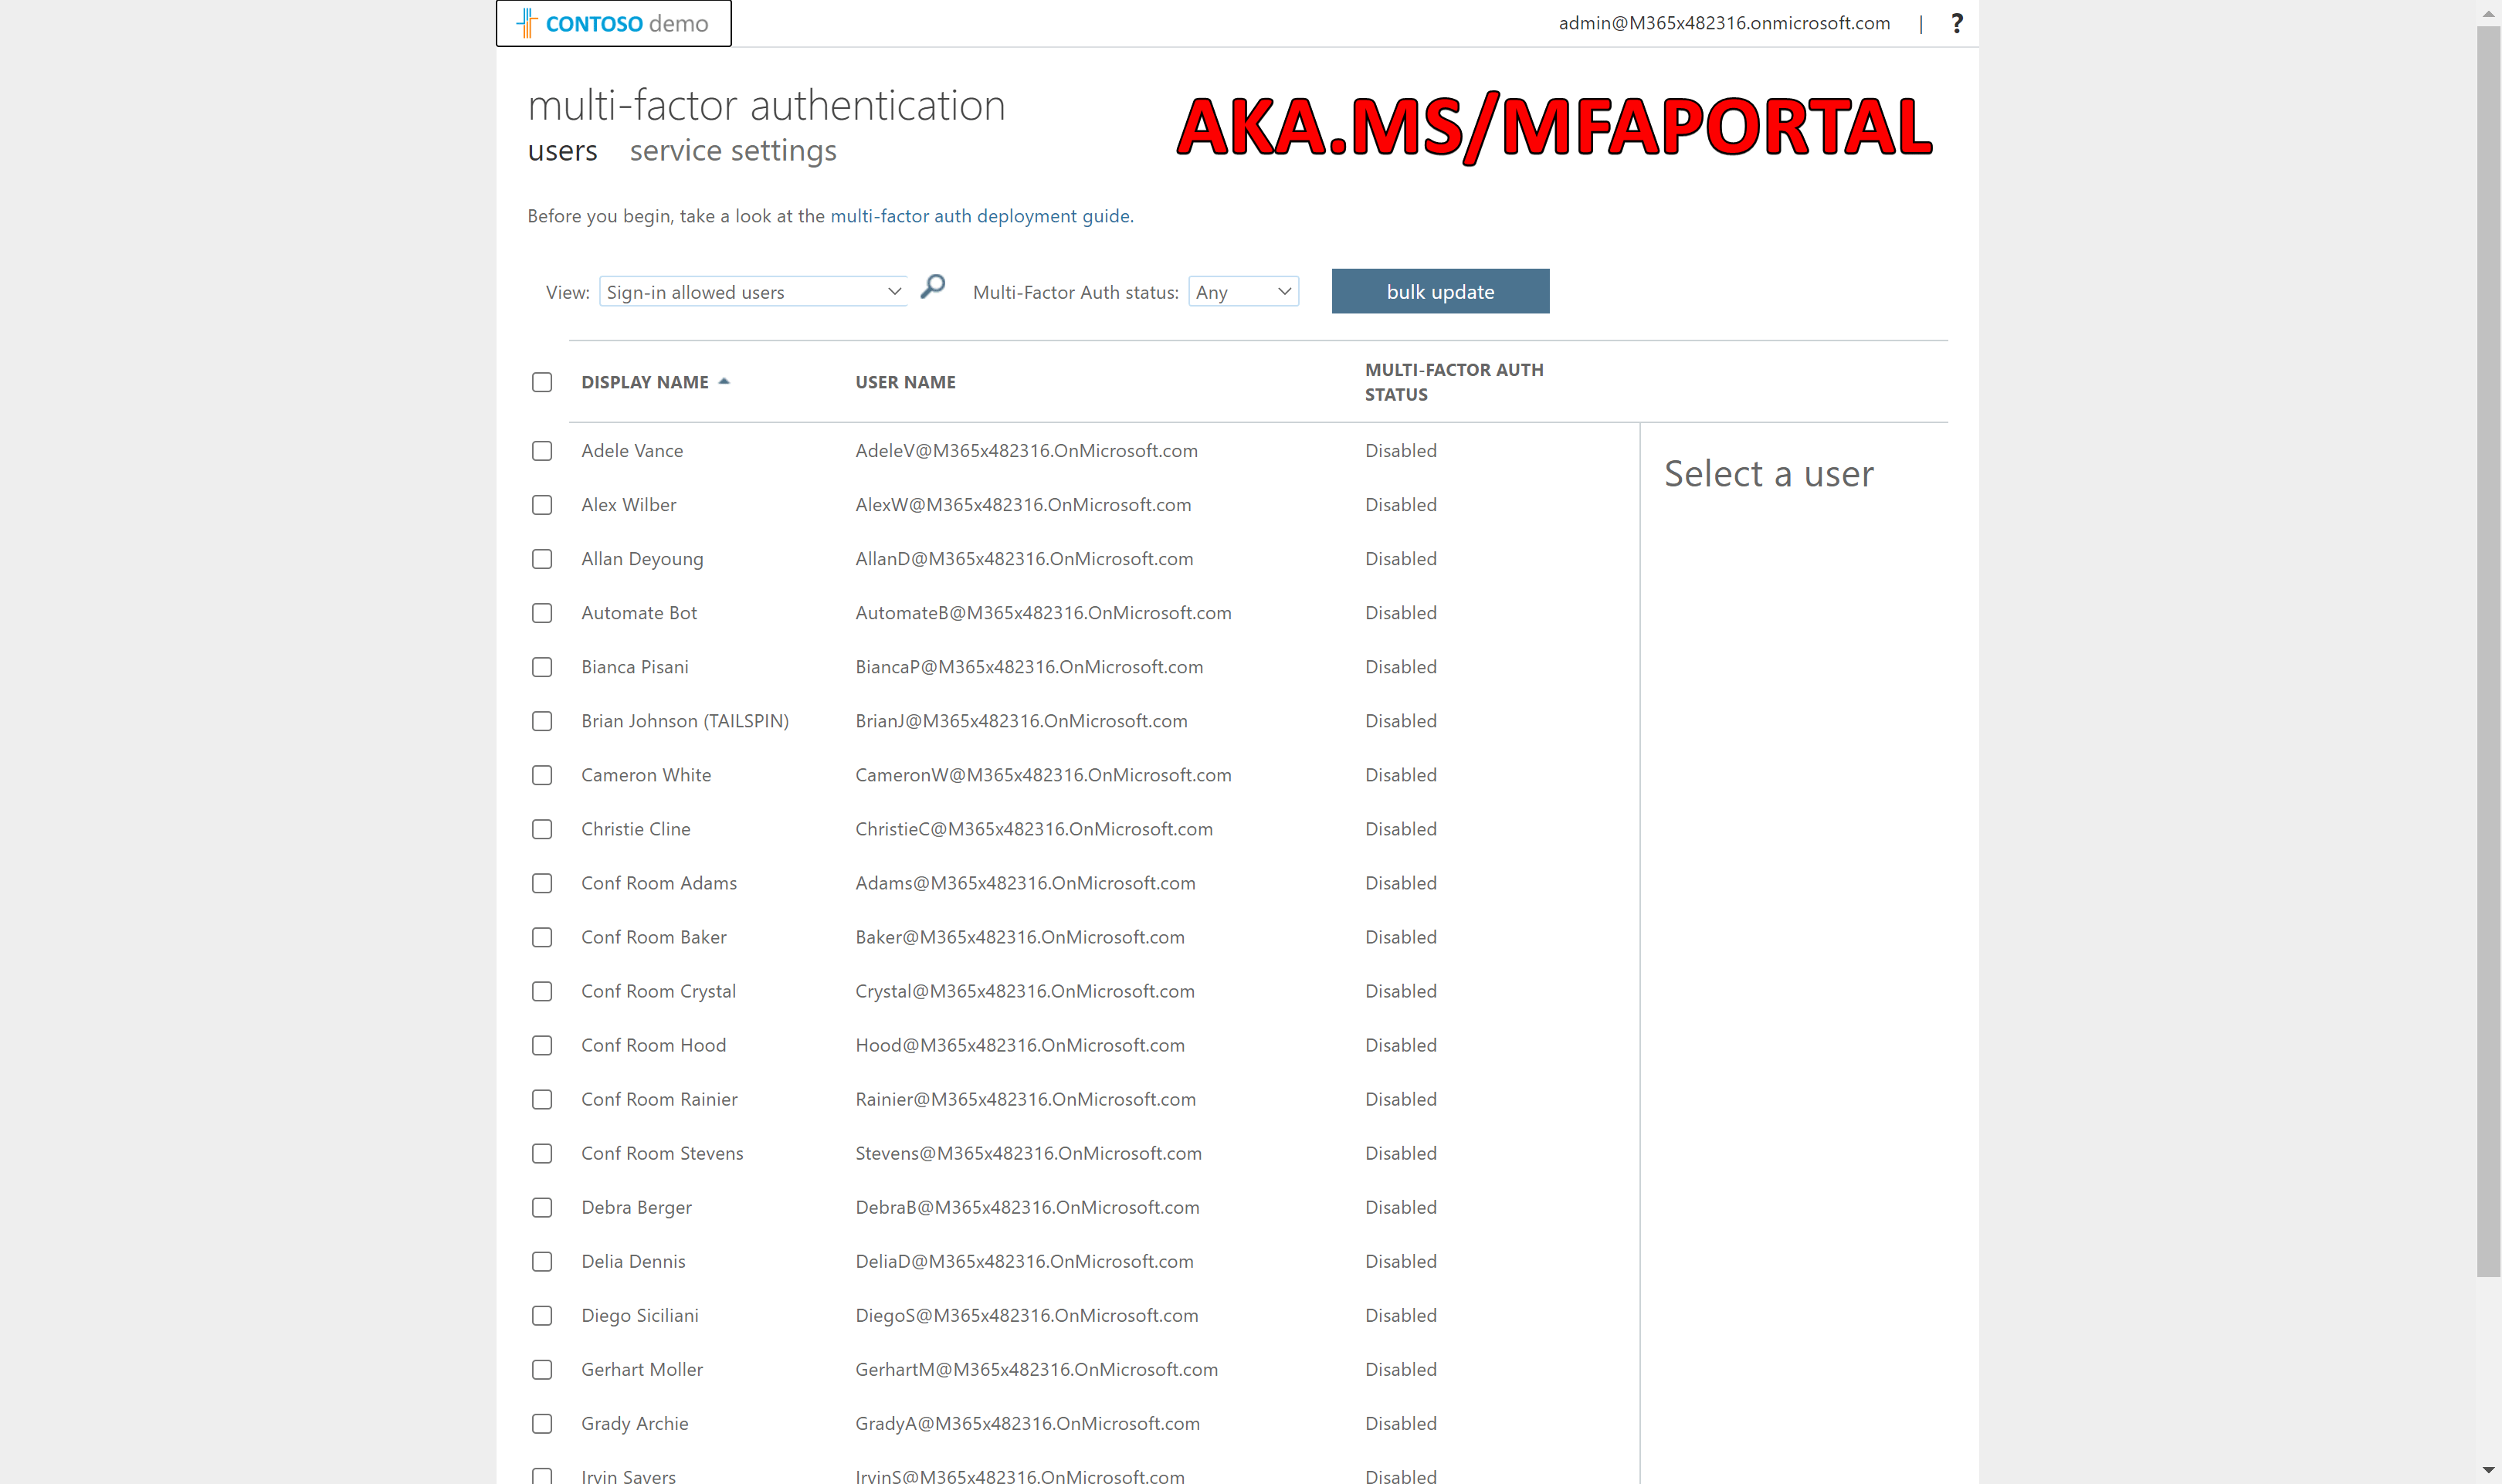 CONTOSO demo
admin@M365x482316.onmicrosoft.com | ?
multi-factor authentication
AKA.MS/MFAPORTAL
users service settings
Before you begin, take a look at the multi-factor auth deployment guide.
View: Sign-in allowed users Multi-Factor Auth status: Any bulk update
DISPLAY NAME USER NAME MULTI-FACTOR AUTH
STATUS
Adele Vance AdeleV@M365x482316.OnMicrosoft.com Disabled
Select a user
Alex Wilber AlexW@M365x482316.OnMicrosoft.com Disabled
Allan Deyoung AllanD@M365x482316.OnMicrosoft.com Disabled
Automate Bot AutomateB@M365x482316.OnMicrosoft.com Disabled
Bianca Pisani BiancaP@M365x482316.OnMicrosoft.com Disabled
Brian Johnson (TAILSPIN) BrianJ@M365x482316.OnMicrosoft.com Disabled
Cameron White CameronW@M365x482316.OnMicrosoft.com Disabled
Christie Cline ChristieC@M365x482316.OnMicrosoft.com Disabled
Conf Room Adams Adams@M365x482316.OnMicrosoft.com Disabled
Conf Room Baker Baker@M365x482316.OnMicrosoft.com Disabled
Conf Room Crystal Crystal@M365x482316.OnMicrosoft.com Disabled
Conf Room Hood Hood@M365x482316.OnMicrosoft.com Disabled
Conf Room Rainier Rainier@M365x482316.OnMicrosoft.com Disabled
Conf Room Stevens Stevens@M365x482316.OnMicrosoft.com Disabled
Debra Berger DebraB@M365x482316.OnMicrosoft.com Disabled
Delia Dennis DeliaD@M365x482316.OnMicrosoft.com Disabled
Diego Siciliani DiegoS@M365x482316.OnMicrosoft.com Disabled
Gerhart Moller GerhartM@M365x482316.OnMicrosoft.com Disabled
Grady Archie GradyA@M365x482316.OnMicrosoft.com Disabled
Irvin Sayers IrvinS@M365x482316.OnMicrosoft.com Disabled